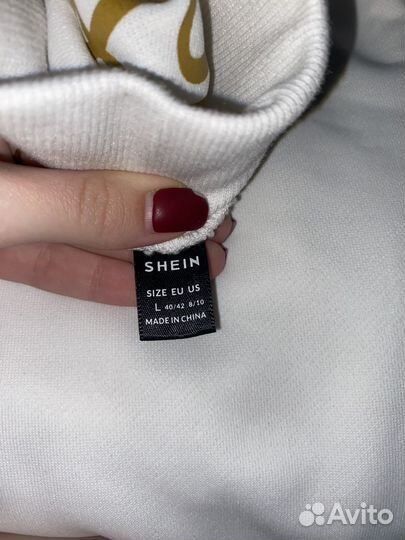 SHEIN
SIZE EU US
L 40/42 8/10
MADE IN CHINA
Avito